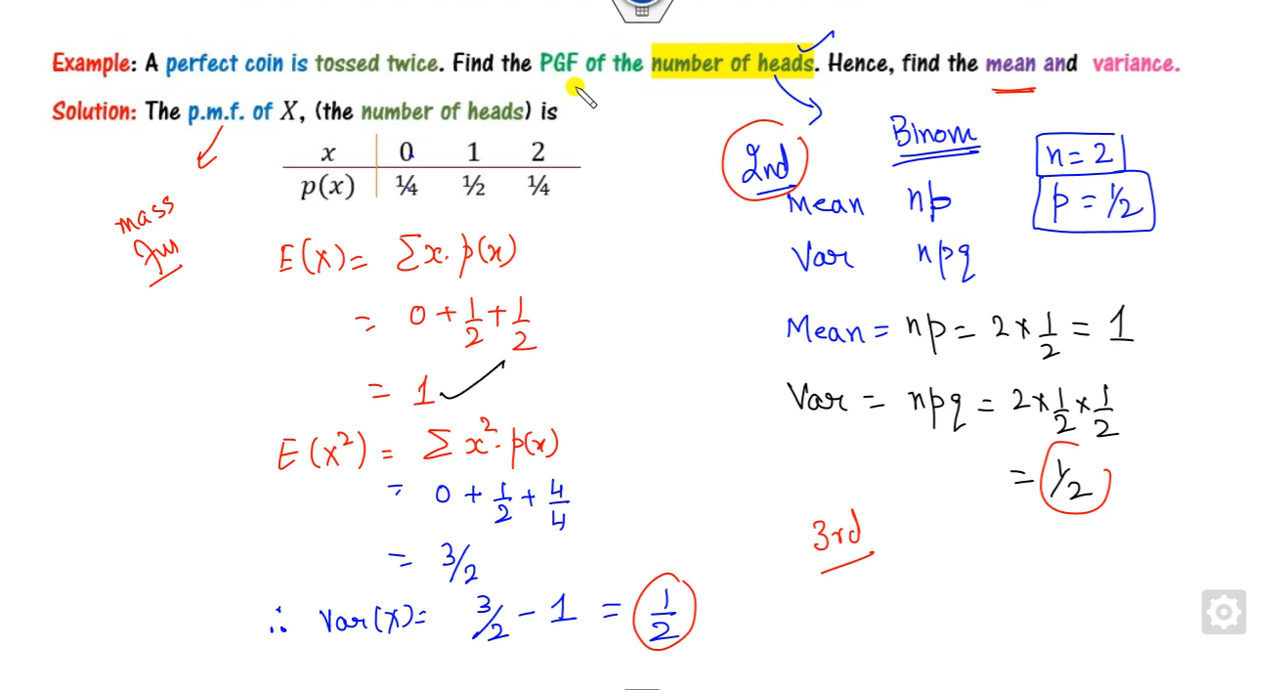 Example: A perfect coin is tossed twice. Find the PGF of the number of heads. Hence, find the mean and variance.
Solution: The p.m.f. of X, (the number of heads) is
x 0 1 2
p(x) ¼ ½ ¼
mass
fun
E(x) = Σx. p(x)
= 0 + 1/2 + 1/2
= 1
E(x²) = Σ x². p(x)
= 0 + 1/2 + 4/4
= 3/2
∴ Var(X) = 3/2 - 1 = 1/2
2nd
Binom
n = 2
p = 1/2
Mean np
Var npq
Mean = np = 2 × 1/2 = 1
Var = npq = 2 × 1/2 × 1/2
= 1/2
3rd